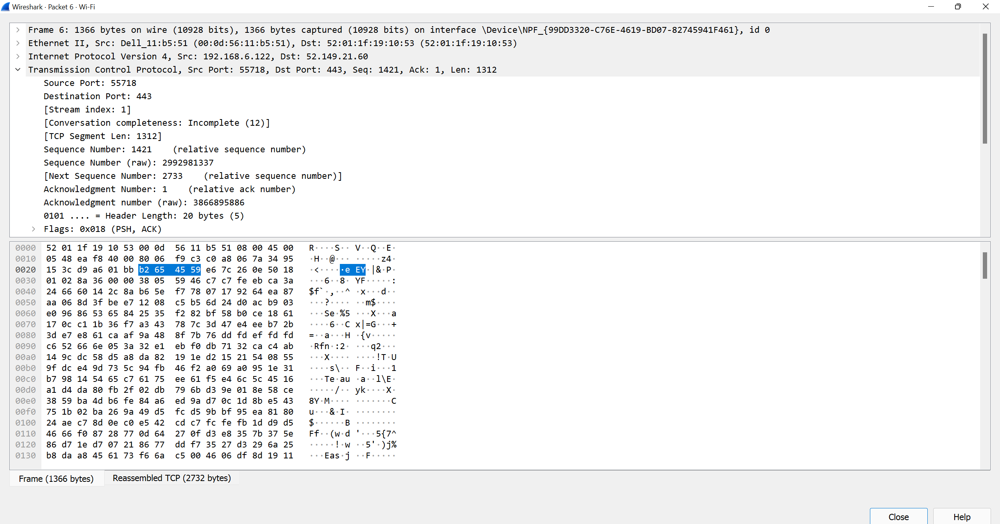 Wireshark · Packet 6 · Wi-Fi
Frame 6: 1366 bytes on wire (10928 bits), 1366 bytes captured (10928 bits) on interface \Device\NPF_{99DD3320-C76E-4619-BD07-82745941F461}, id 0
Ethernet II, Src: Dell_11:b5:51 (00:0d:56:11:b5:51), Dst: 52:01:1f:19:10:53 (52:01:1f:19:10:53)
Internet Protocol Version 4, Src: 192.168.6.122, Dst: 52.149.21.60
Transmission Control Protocol, Src Port: 55718, Dst Port: 443, Seq: 1421, Ack: 1, Len: 1312
Source Port: 55718
Destination Port: 443
[Stream index: 1]
[Conversation completeness: Incomplete (12)]
[TCP Segment Len: 1312]
Sequence Number: 1421    (relative sequence number)
Sequence Number (raw): 2992981337
[Next Sequence Number: 2733    (relative sequence number)]
Acknowledgment Number: 1    (relative ack number)
Acknowledgment number (raw): 3866895886
0101 .... = Header Length: 20 bytes (5)
Flags: 0x018 (PSH, ACK)
0000  52 01 1f 19 10 53 00 0d  56 11 b5 51 08 00 45 00   R····S·· V··Q··E·
0010  05 48 ea f8 40 00 80 06  f9 c3 c0 a8 06 7a 34 95   ·H··@··· ·····z4·
0020  15 3c d9 a6 01 bb b2 65  45 59 e6 7c 26 0e 50 18   ·<·····e EY·|&·P·
0030  01 02 8a 36 00 00 38 05  59 46 c7 c7 fe eb ca 3a   ···6··8· YF·····:
0040  24 66 60 14 2c 8a b6 5e  f7 78 07 17 92 64 ea 87   $f`·,··^ ·x···d··
0050  aa 06 8d 3f be e7 12 08  c5 b5 6d 24 d0 ac b9 03   ···?···· ··m$····
0060  e0 96 86 53 65 84 25 35  f2 82 bf 58 b0 ce 18 61   ···Se·%5 ···X···a
0070  17 0c c1 1b 36 f7 a3 43  78 7c 3d 47 e4 ee b7 2b   ····6··C x|=G···+
0080  3d e7 e8 61 ca af 9a 48  8f 7b 76 dd fd ef fd fd   =··a···H ·{v·····
0090  c6 52 66 6e 05 3a 32 e1  eb f0 db 71 32 ca c4 ab   ·Rfn·:2· ···q2···
00a0  14 9c dc 58 d5 a8 da 82  19 1e d2 15 21 54 08 55   ···X···· ····!T·U
00b0  9f dc e4 9d 73 5c 94 fb  46 f2 a0 69 a0 95 1e 31   ····s\·· F··i···1
00c0  b7 98 14 54 65 c7 61 75  ee 61 f5 e4 6c 5c 45 16   ···Te·au ·a··l\E·
00d0  a1 d4 da 80 fb 2f 02 db  79 6b d3 9e 01 8e 58 ce   ·····/·· yk····X·
00e0  38 59 ba 4d b6 fe 84 a6  ed 9a d7 0c 1d 8b e5 43   8Y·M···· ·······C
00f0  75 1b 02 ba 26 9a 49 d5  fc d5 9b bf 95 ea 81 80   u···&·I· ········
0100  24 ae c7 8d 0e c0 e5 42  cd c7 fc fe fb 1d d9 d5   $······B ········
0110  46 66 f0 87 28 77 0d 64  27 0f d3 e8 35 7b 37 5e   Ff··(w·d '···5{7^
0120  86 d7 1e d7 07 21 86 77  dd f7 35 27 d3 29 6a 25   ·····!·w ··5'·)j%
0130  b8 da a8 45 61 73 f6 6a  c5 00 46 06 df 8d 19 11   ···Eas·j ··F·····
Frame (1366 bytes)  Reassembled TCP (2732 bytes)
Close  Help